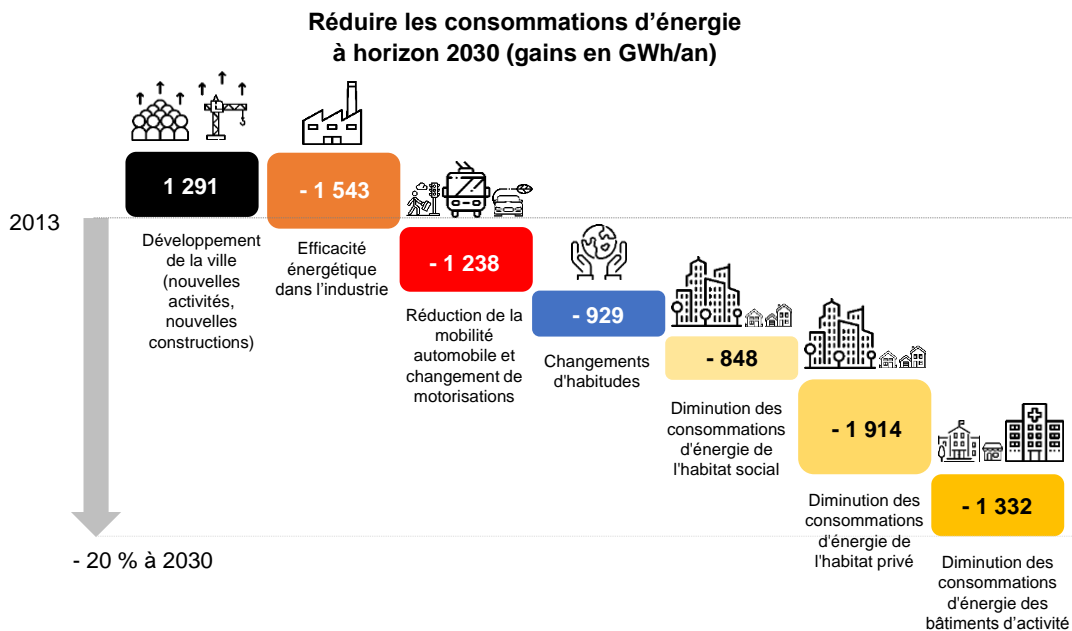 Réduire les consommations d'énergie
à horizon 2030 (gains en GWh/an)
2013
1 291
Développement
de la ville
(nouvelles
activités,
nouvelles
constructions)
- 1 543
Efficacité
énergétique
dans l'industrie
- 1 238
Réduction de la
mobilité
automobile et
changement de
motorisations
- 929
Changements
d'habitudes
- 848
Diminution des
consommations
d'énergie de
l'habitat social
- 1 914
Diminution des
consommations
d'énergie de
l'habitat privé
- 1 332
Diminution des
consommations
d'énergie des
bâtiments d'activité
- 20 % à 2030